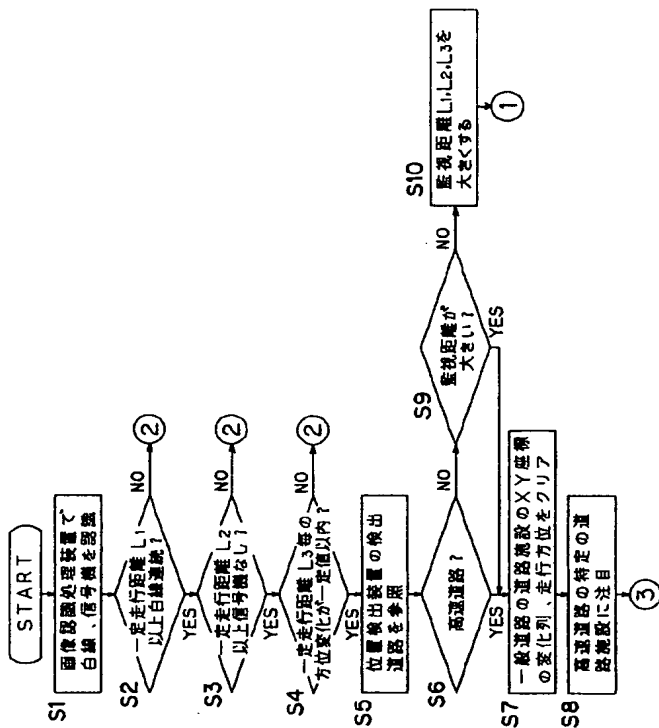 START
S1
画像認識処理装置で
白線、信号機を認識
S2
一定走行距離 L1
以上白線連続?
NO
②
YES
S3
一定走行距離 L2
以上信号機なし?
NO
②
YES
S4
一定走行距離 L3毎の
方位変化が一定値以内?
NO
②
YES
S5
位置検出装置の検出
道路を参照
S6
高速道路?
NO
YES
S9
監視距離が
大きい?
NO
YES
S10
監視距離 L1,L2,L3を
大きくする
①
S7
一般道路の道路施設のXY座標
の変化列、走行方位をクリア
S8
高速道路の特定の道
路施設に注目
③